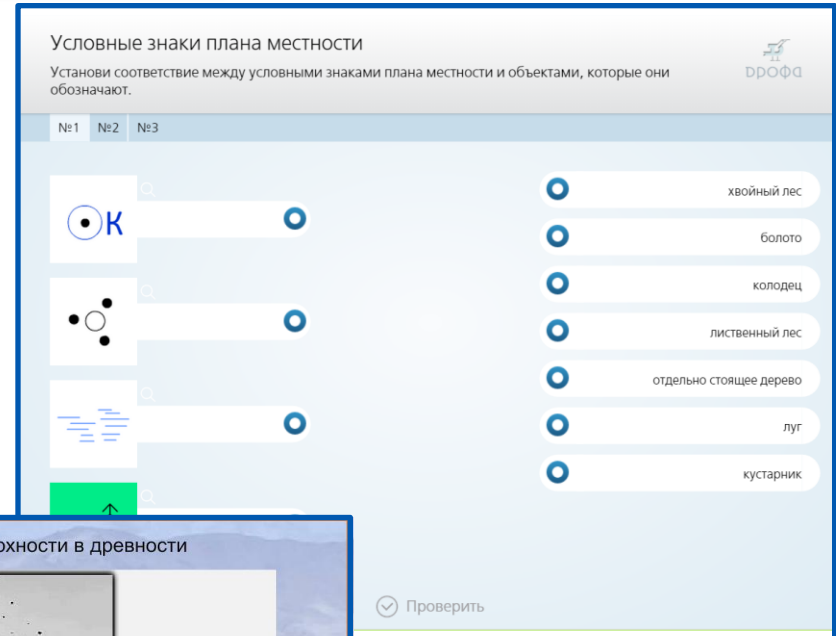 Условные знаки плана местности
Установи соответствие между условными знаками плана местности и объектами, которые они
обозначают.
дрофа
№1 №2 №3
К
хвойный лес
болото
колодец
лиственный лес
отдельно стоящее дерево
луг
кустарник
в древности
Проверить